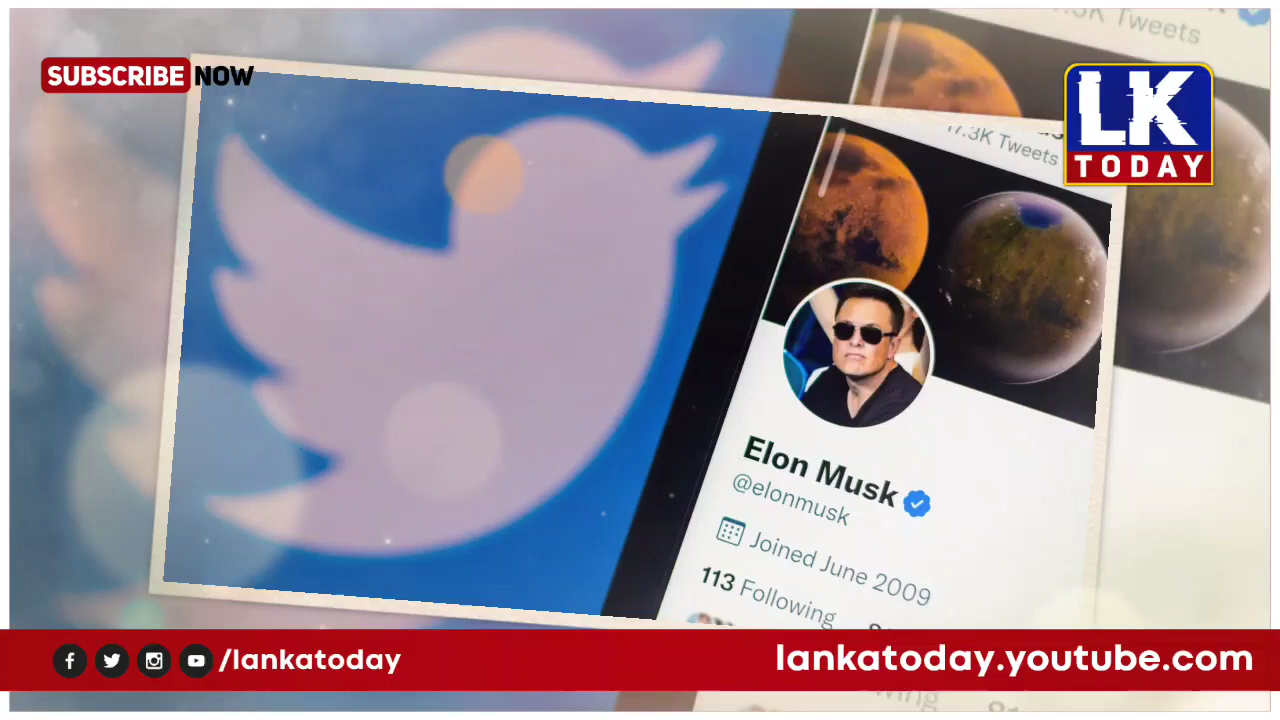 SUBSCRIBE NOW
LK
TODAY
17.3K Tweets
Elon Musk
@elonmusk
Joined June 2009
113 Following
/lankatoday
lankatoday.youtube.com